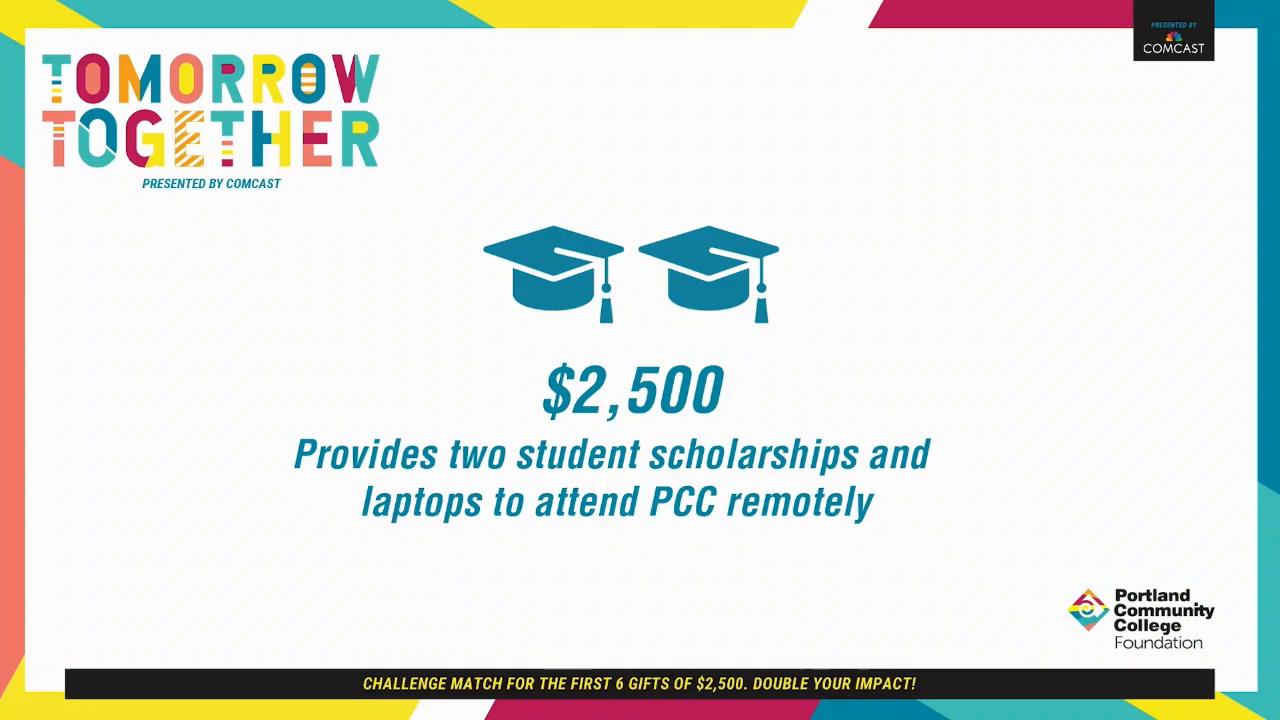 PRESENTED BY
COMCAST
TOMORROW
TOGETHER
PRESENTED BY COMCAST
$2,500
Provides two student scholarships and
laptops to attend PCC remotely
Portland
Community
College
Foundation
CHALLENGE MATCH FOR THE FIRST 6 GIFTS OF $2,500. DOUBLE YOUR IMPACT!